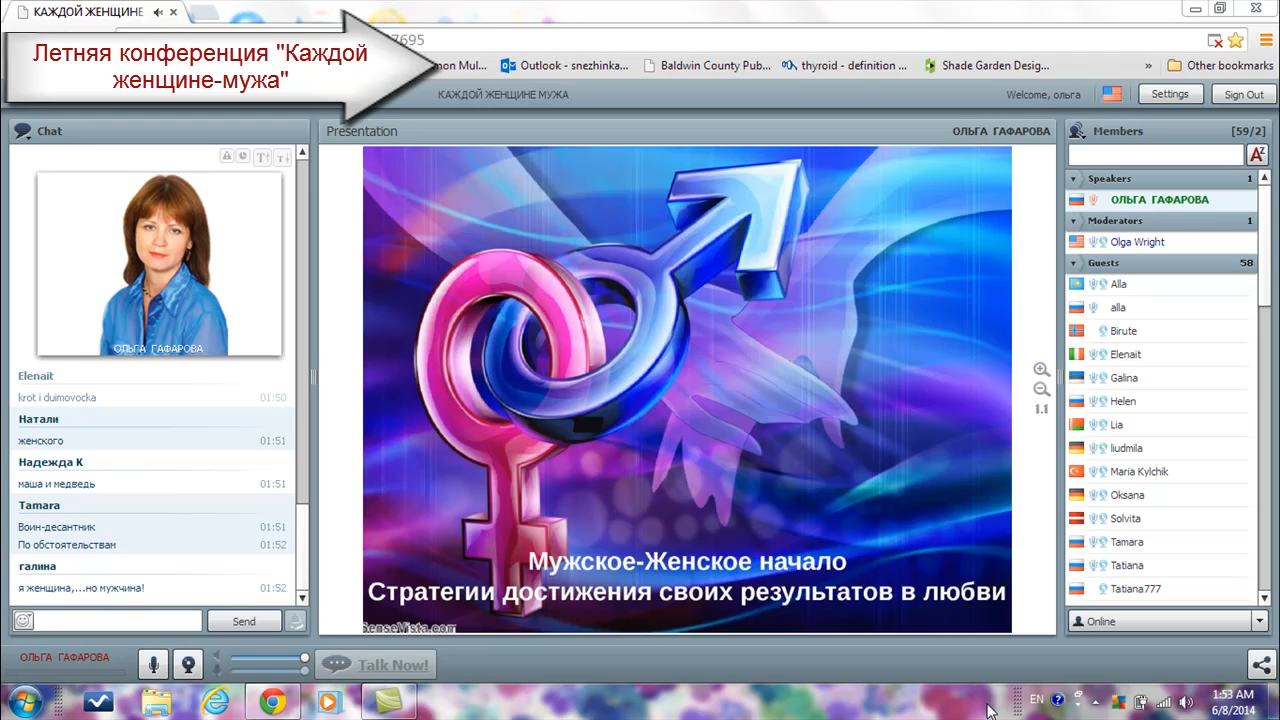 КАЖДОЙ ЖЕНЩИНЕ
Летняя конференция "Каждой
женщине-мужа"
7695
mon Mul...
Outlook - snezhinka...
Baldwin County Pub...
thyroid - definition ...
Shade Garden Desig...
»
Other bookmarks
КАЖДОЙ ЖЕНЩИНЕ МУЖА
Welcome, ольга
Settings
Sign Out
Chat
ОЛЬГА ГАФАРОВА
Elenait
krot i duimovocka 01:50
Натали
женского 01:51
Надежда К
маша и медведь 01:51
Tamara
Воин-десантник 01:51
По обстоятельствам 01:52
галина
я женщина,...но мужчина! 01:52
Send
Presentation
ОЛЬГА ГАФАРОВА
Мужское-Женское начало
Стратегии достижения своих результатов в любви
SenseVista.com
1.1
Members [59/2]
Speakers 1
ОЛЬГА ГАФАРОВА
Moderators 1
Olga Wright
Guests 58
Alla
alla
Birute
Elenait
Galina
Helen
Lia
liudmila
Maria Kylchik
Oksana
Solvita
Tamara
Tatiana
Tatiana777
Online
ОЛЬГА ГАФАРОВА
Talk Now!
EN
1:53 AM
6/8/2014